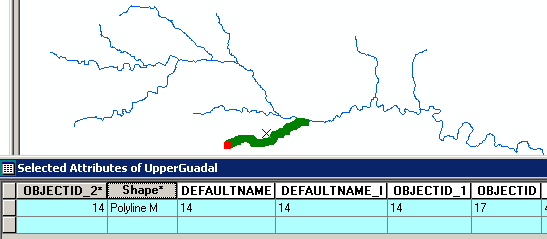 Selected Attributes of UpperGuadal
OBJECTID_2* Shape* DEFAULTNAME DEFAULTNAME_I OBJECTID_1 OBJECTID
14 Polyline M 14 14 14 17